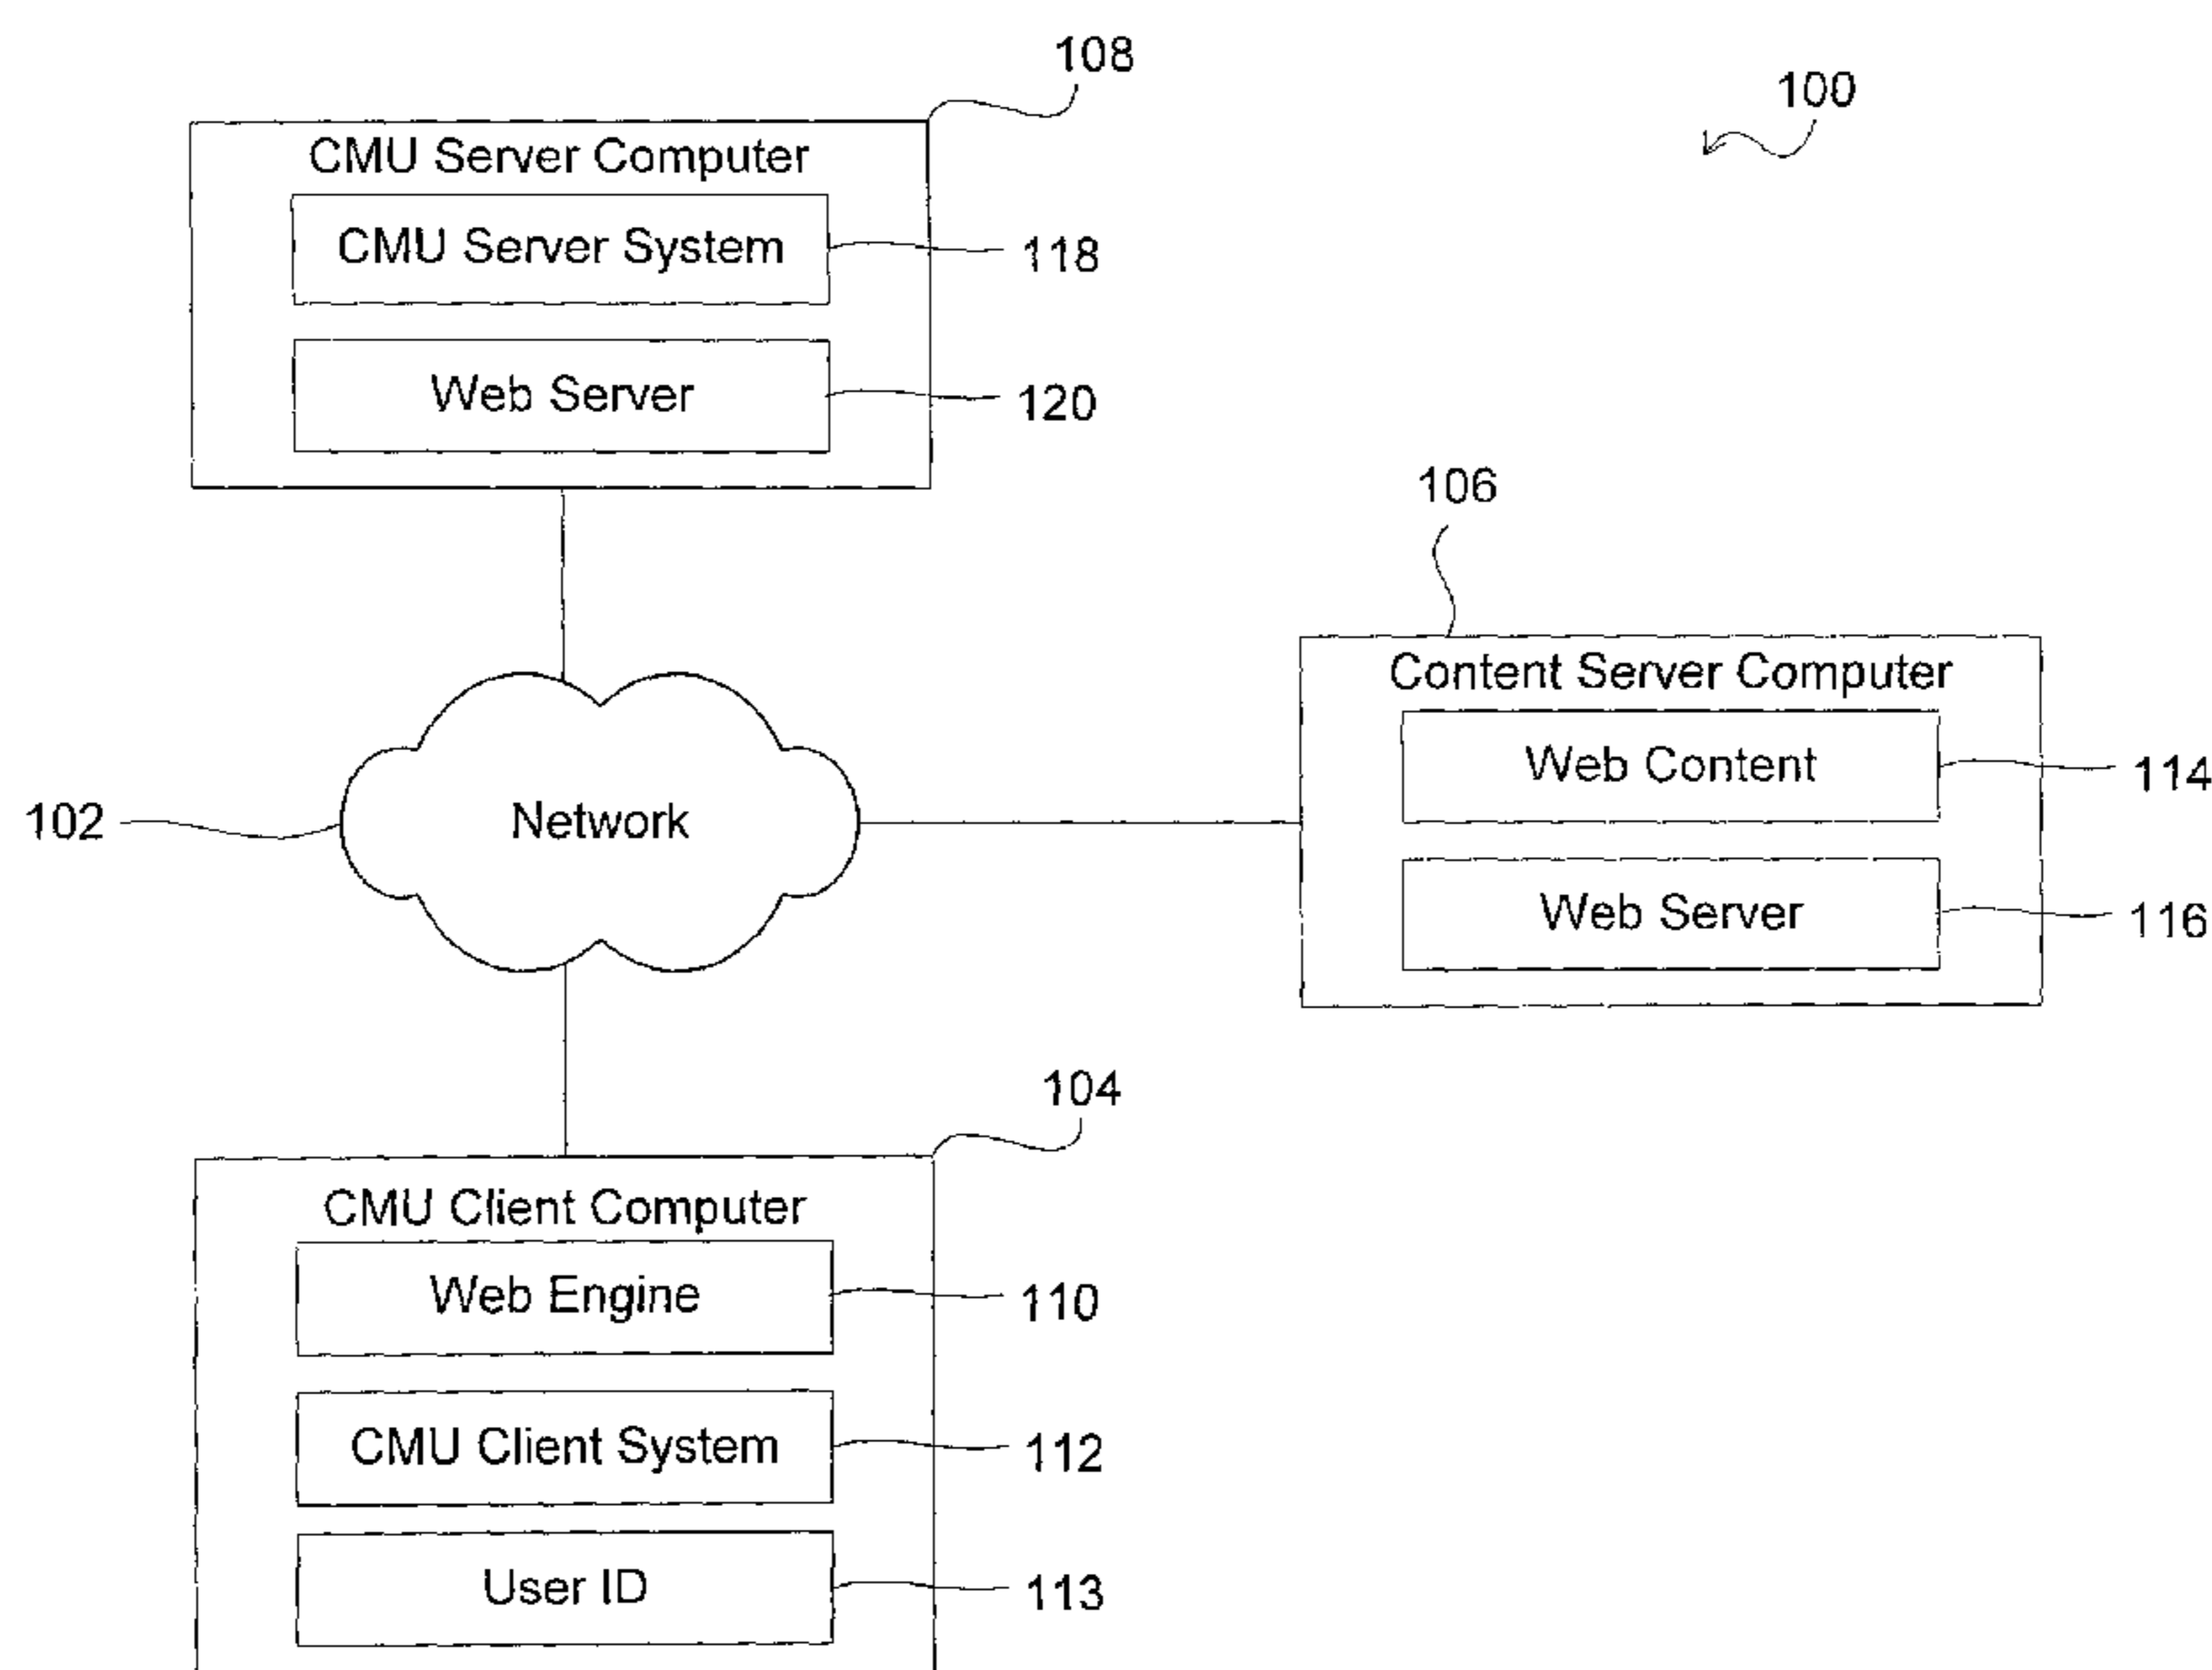 108
100
CMU Server Computer
CMU Server System
118
Web Server
120
106
Content Server Computer
Web Content
114
102
Network
Web Server
116
104
CMU Client Computer
Web Engine
110
CMU Client System
112
User ID
113